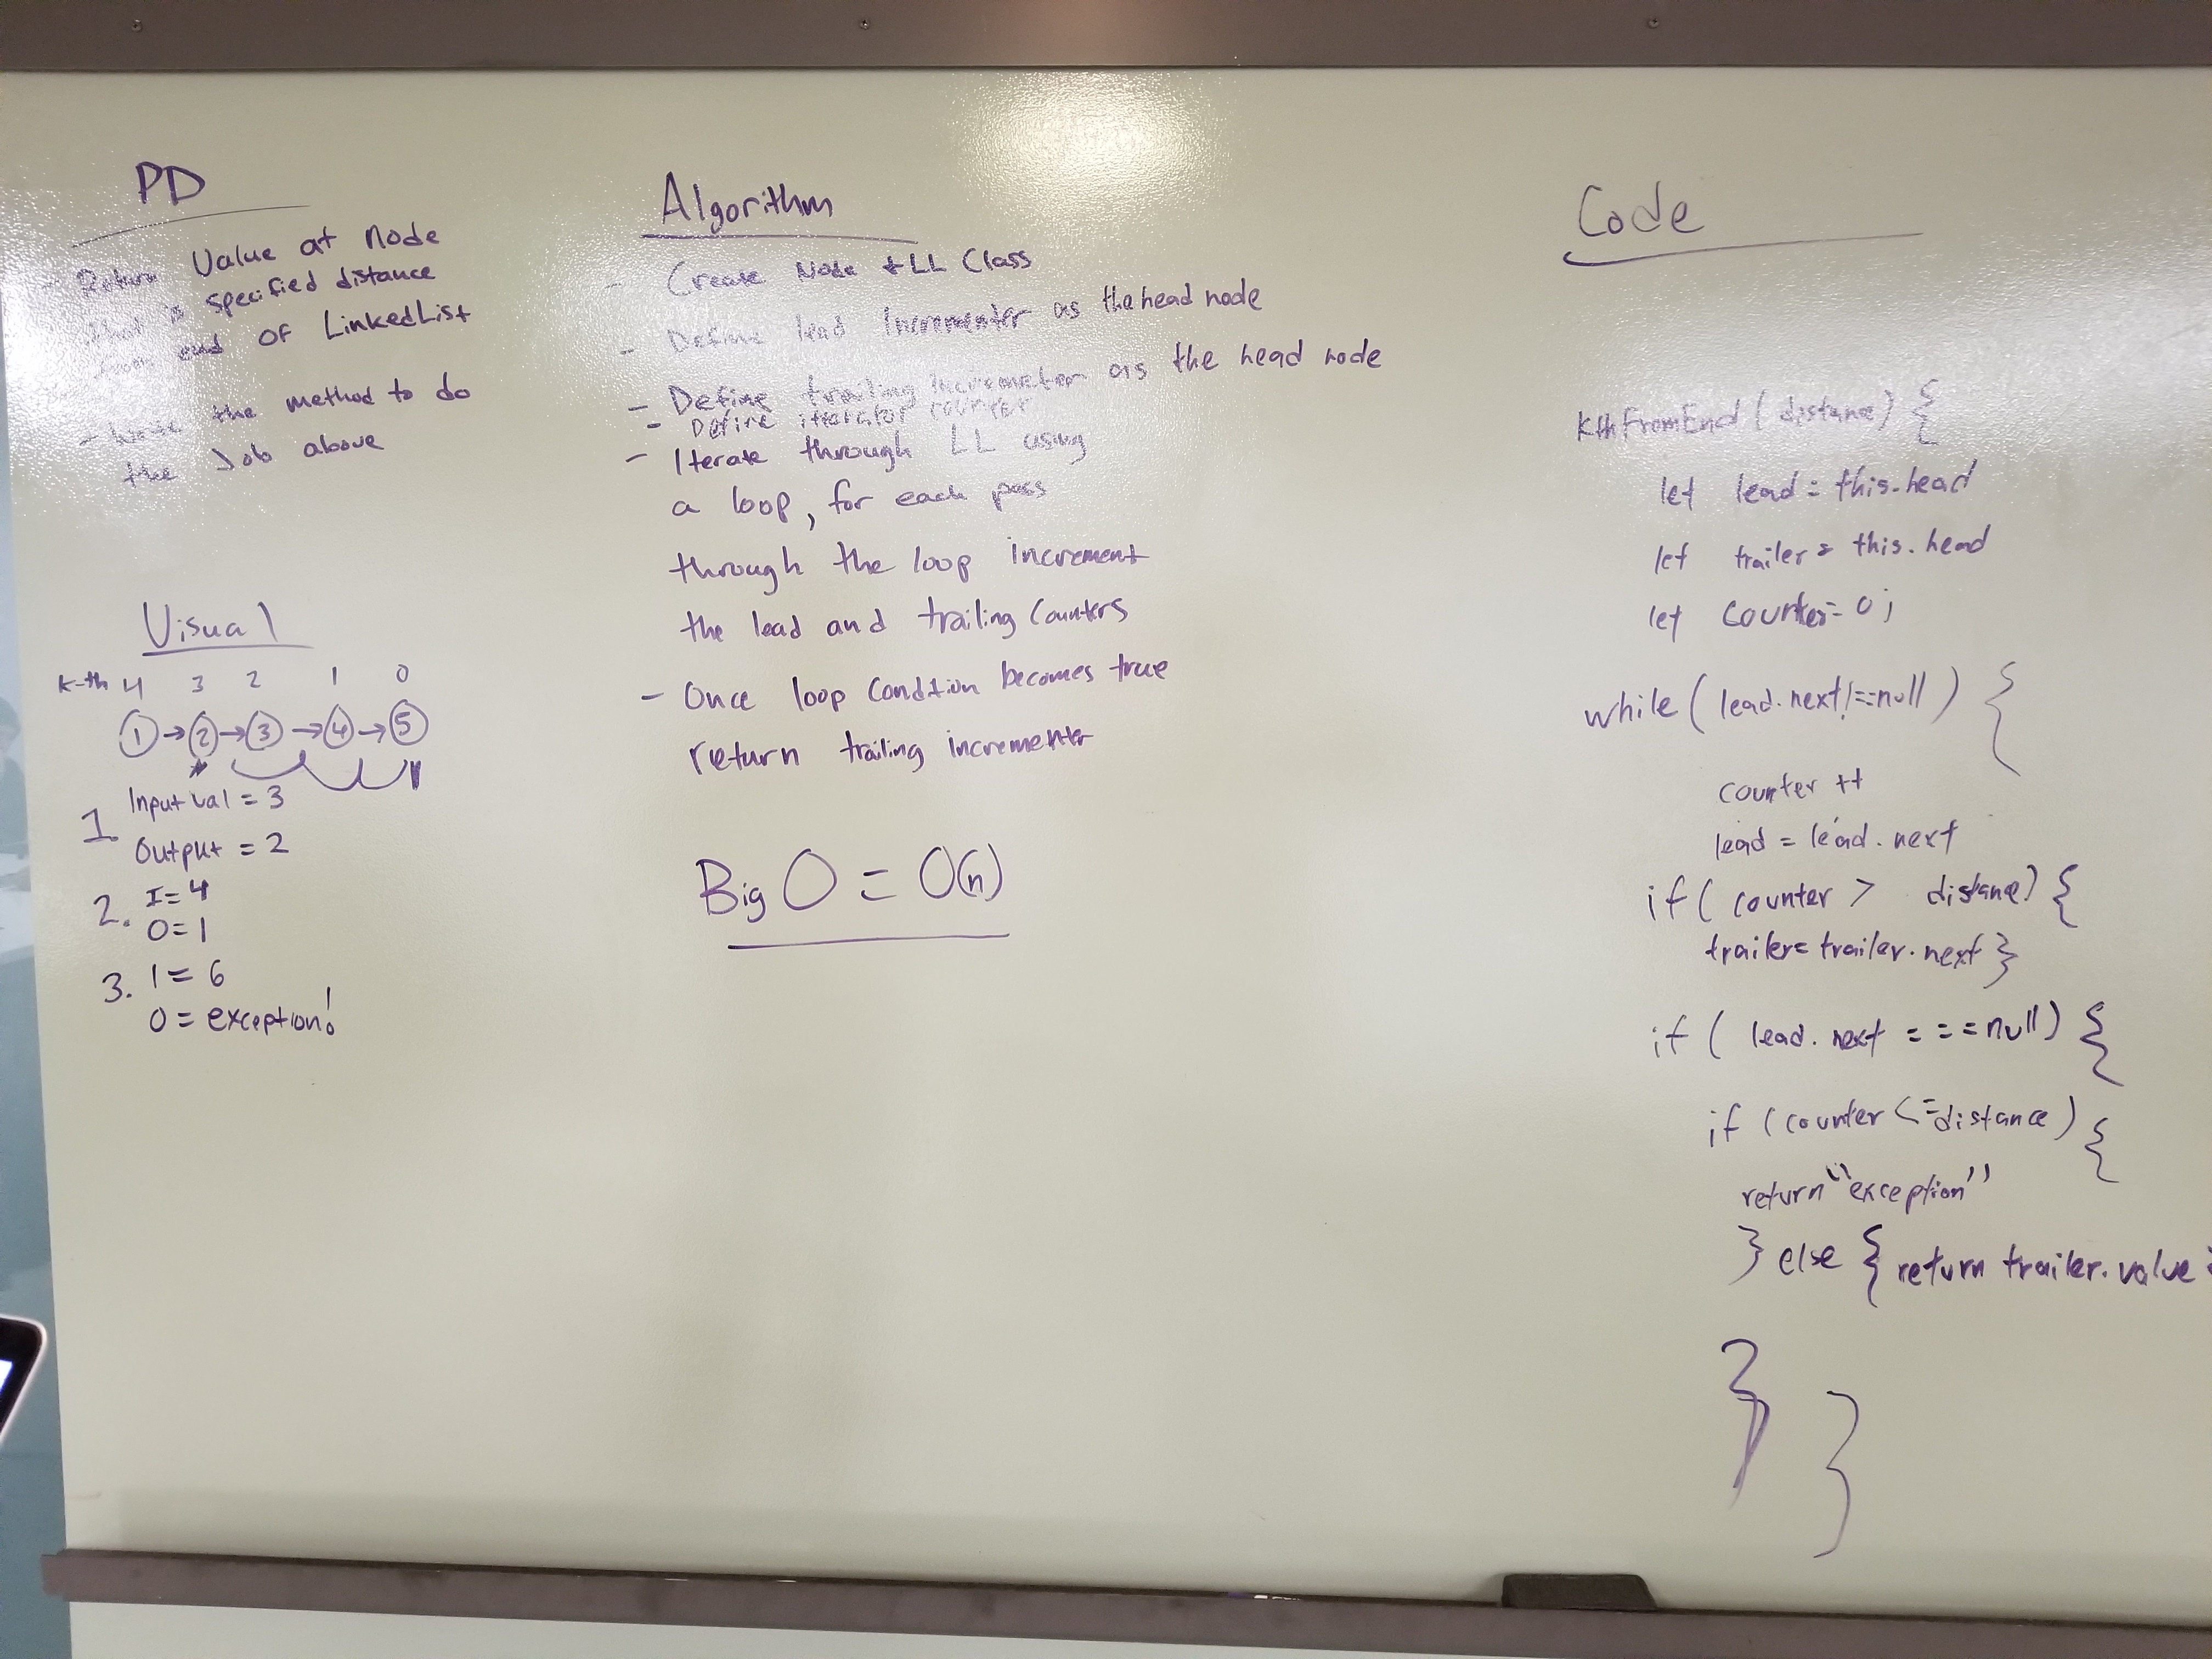 PD
- Return Value at Node
that is specified distance
from end of LinkedList
- Write the method to do
the Job above
Visual
K-th 4 3 2 1 0
1 → 2 → 3 → 4 → 5
1. Input val = 3
Output = 2
2. I = 4
O = 1
3. I = 6
O = exception!
Algorithm
- Create Node + LL Class
- Define lead Incrementer as the head node
- Define trailing Incrementer as the head node
- Define iterator counter
- Iterate through LL using
a loop, for each pass
through the loop increment
the lead and trailing Counters
- Once loop condition becomes true
return trailing incrementer
Big O = O(n)
Code
KthFromEnd (distance) {
let lead = this.head
let trailer = this.head
let counter = 0;
while (lead.next !== null) {
counter ++
lead = lead.next
if (counter > distance) {
trailer = trailer.next }
if (lead.next === null) {
if (counter <= distance) {
return "exception"
} else { return trailer.value
}
}